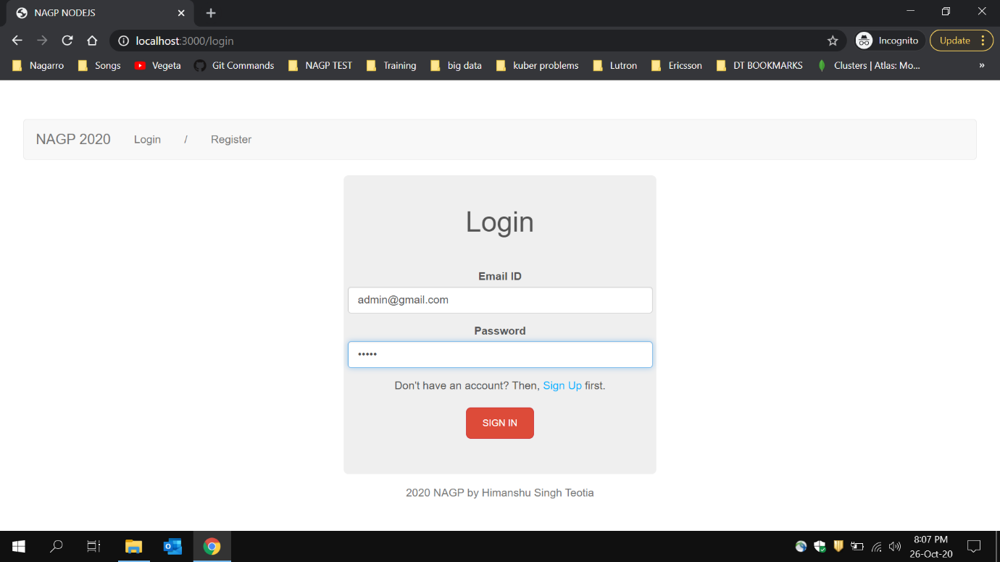 NAGP NODEJS
localhost:3000/login
Incognito
Update
Nagarro Songs Vegeta Git Commands NAGP TEST Training big data kuber problems Lutron Ericsson DT BOOKMARKS Clusters | Atlas: Mo... »
NAGP 2020 Login / Register
Login
Email ID
admin@gmail.com
Password
•••••
Don't have an account? Then, Sign Up first.
SIGN IN
2020 NAGP by Himanshu Singh Teotia
8:07 PM
26-Oct-20